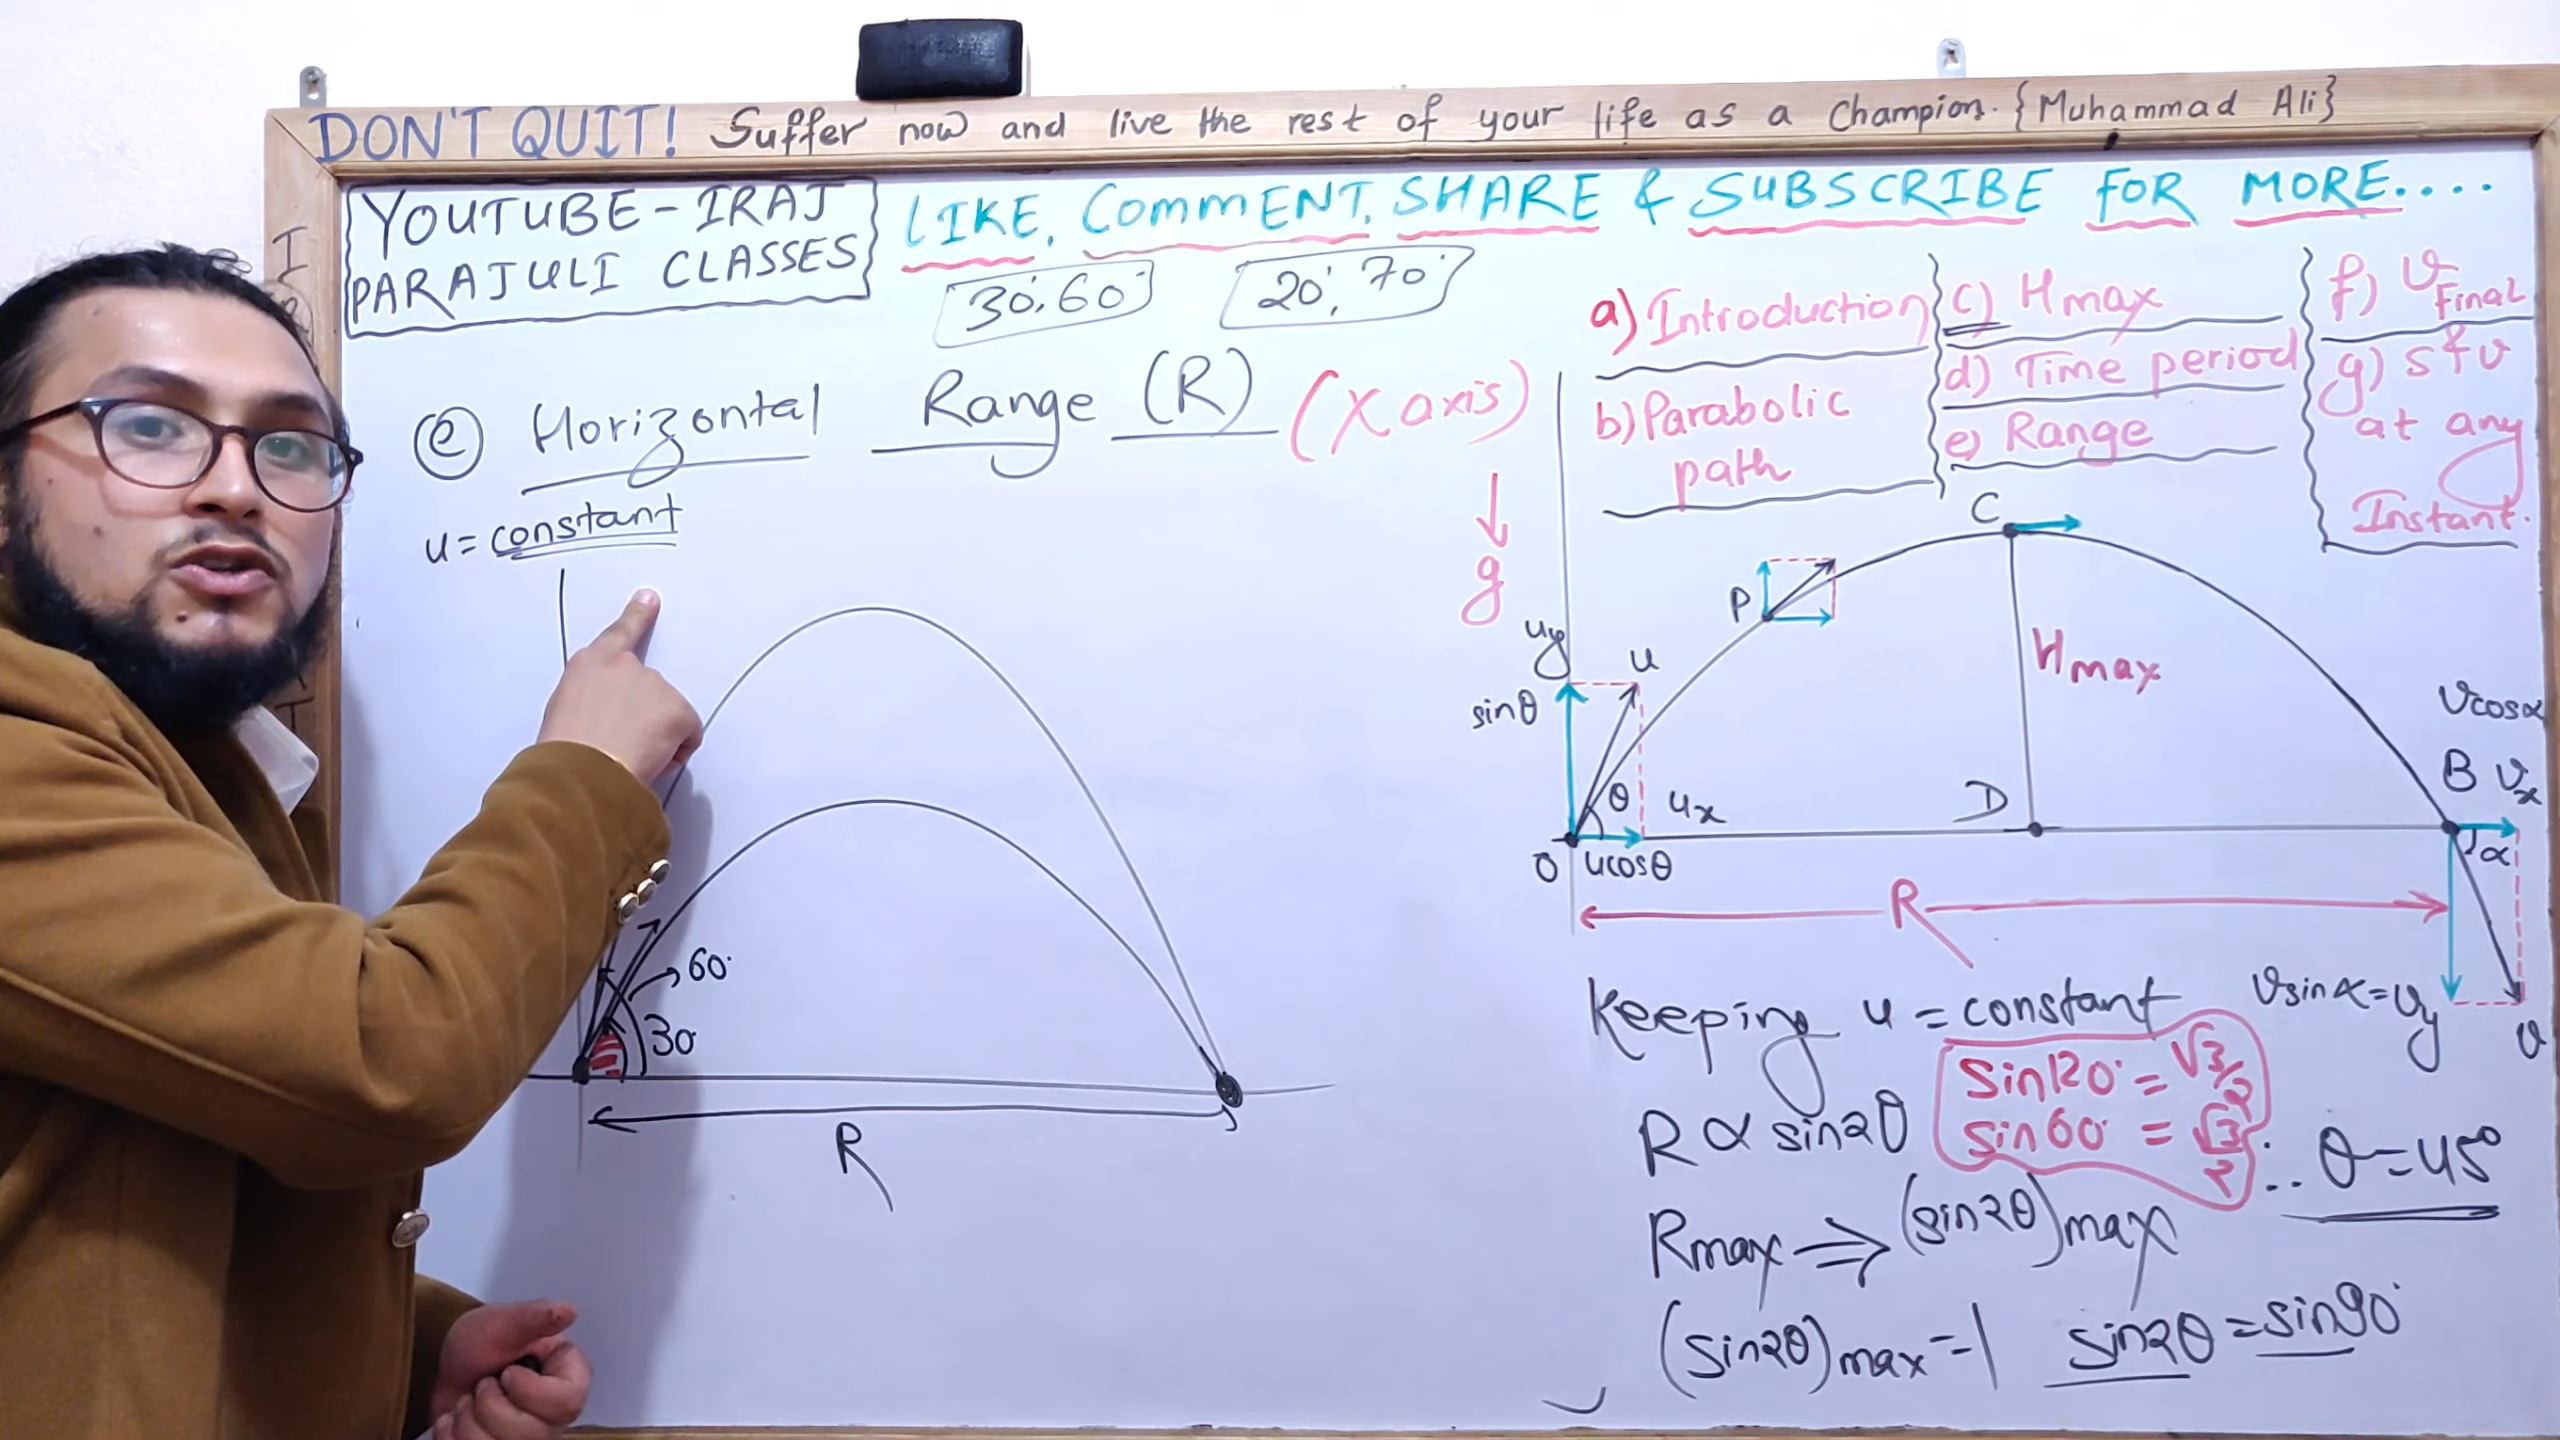 DON'T QUIT! Suffer now and live the rest of your life as a Champion. {Muhammad Ali}
YOUTUBE - IRAJ
PARAJULI CLASSES
LIKE, COMMENT, SHARE & SUBSCRIBE FOR MORE....
30°, 60°
20°, 70°
a) Introduction
b) Parabolic
path
c) Hmax
d) Time period
e) Range
f) vFinal
g) s & v
at any
Instant.
(e) Horizontal Range (R) (X axis)
↓
g
u = constant
60°
30°
R
C
P
uy
u
sinθ
Hmax
θ
ux
D
O
ucosθ
vcosα
B vx
α
R
vsinα = vy
v
Keeping u = constant
R ∝ sin2θ
Sin120° = √3/2
sin60° = √3/2
∴ θ = 45°
Rmax ⇒ (sin2θ)max
(sin2θ)max = 1
sin2θ = sin90°